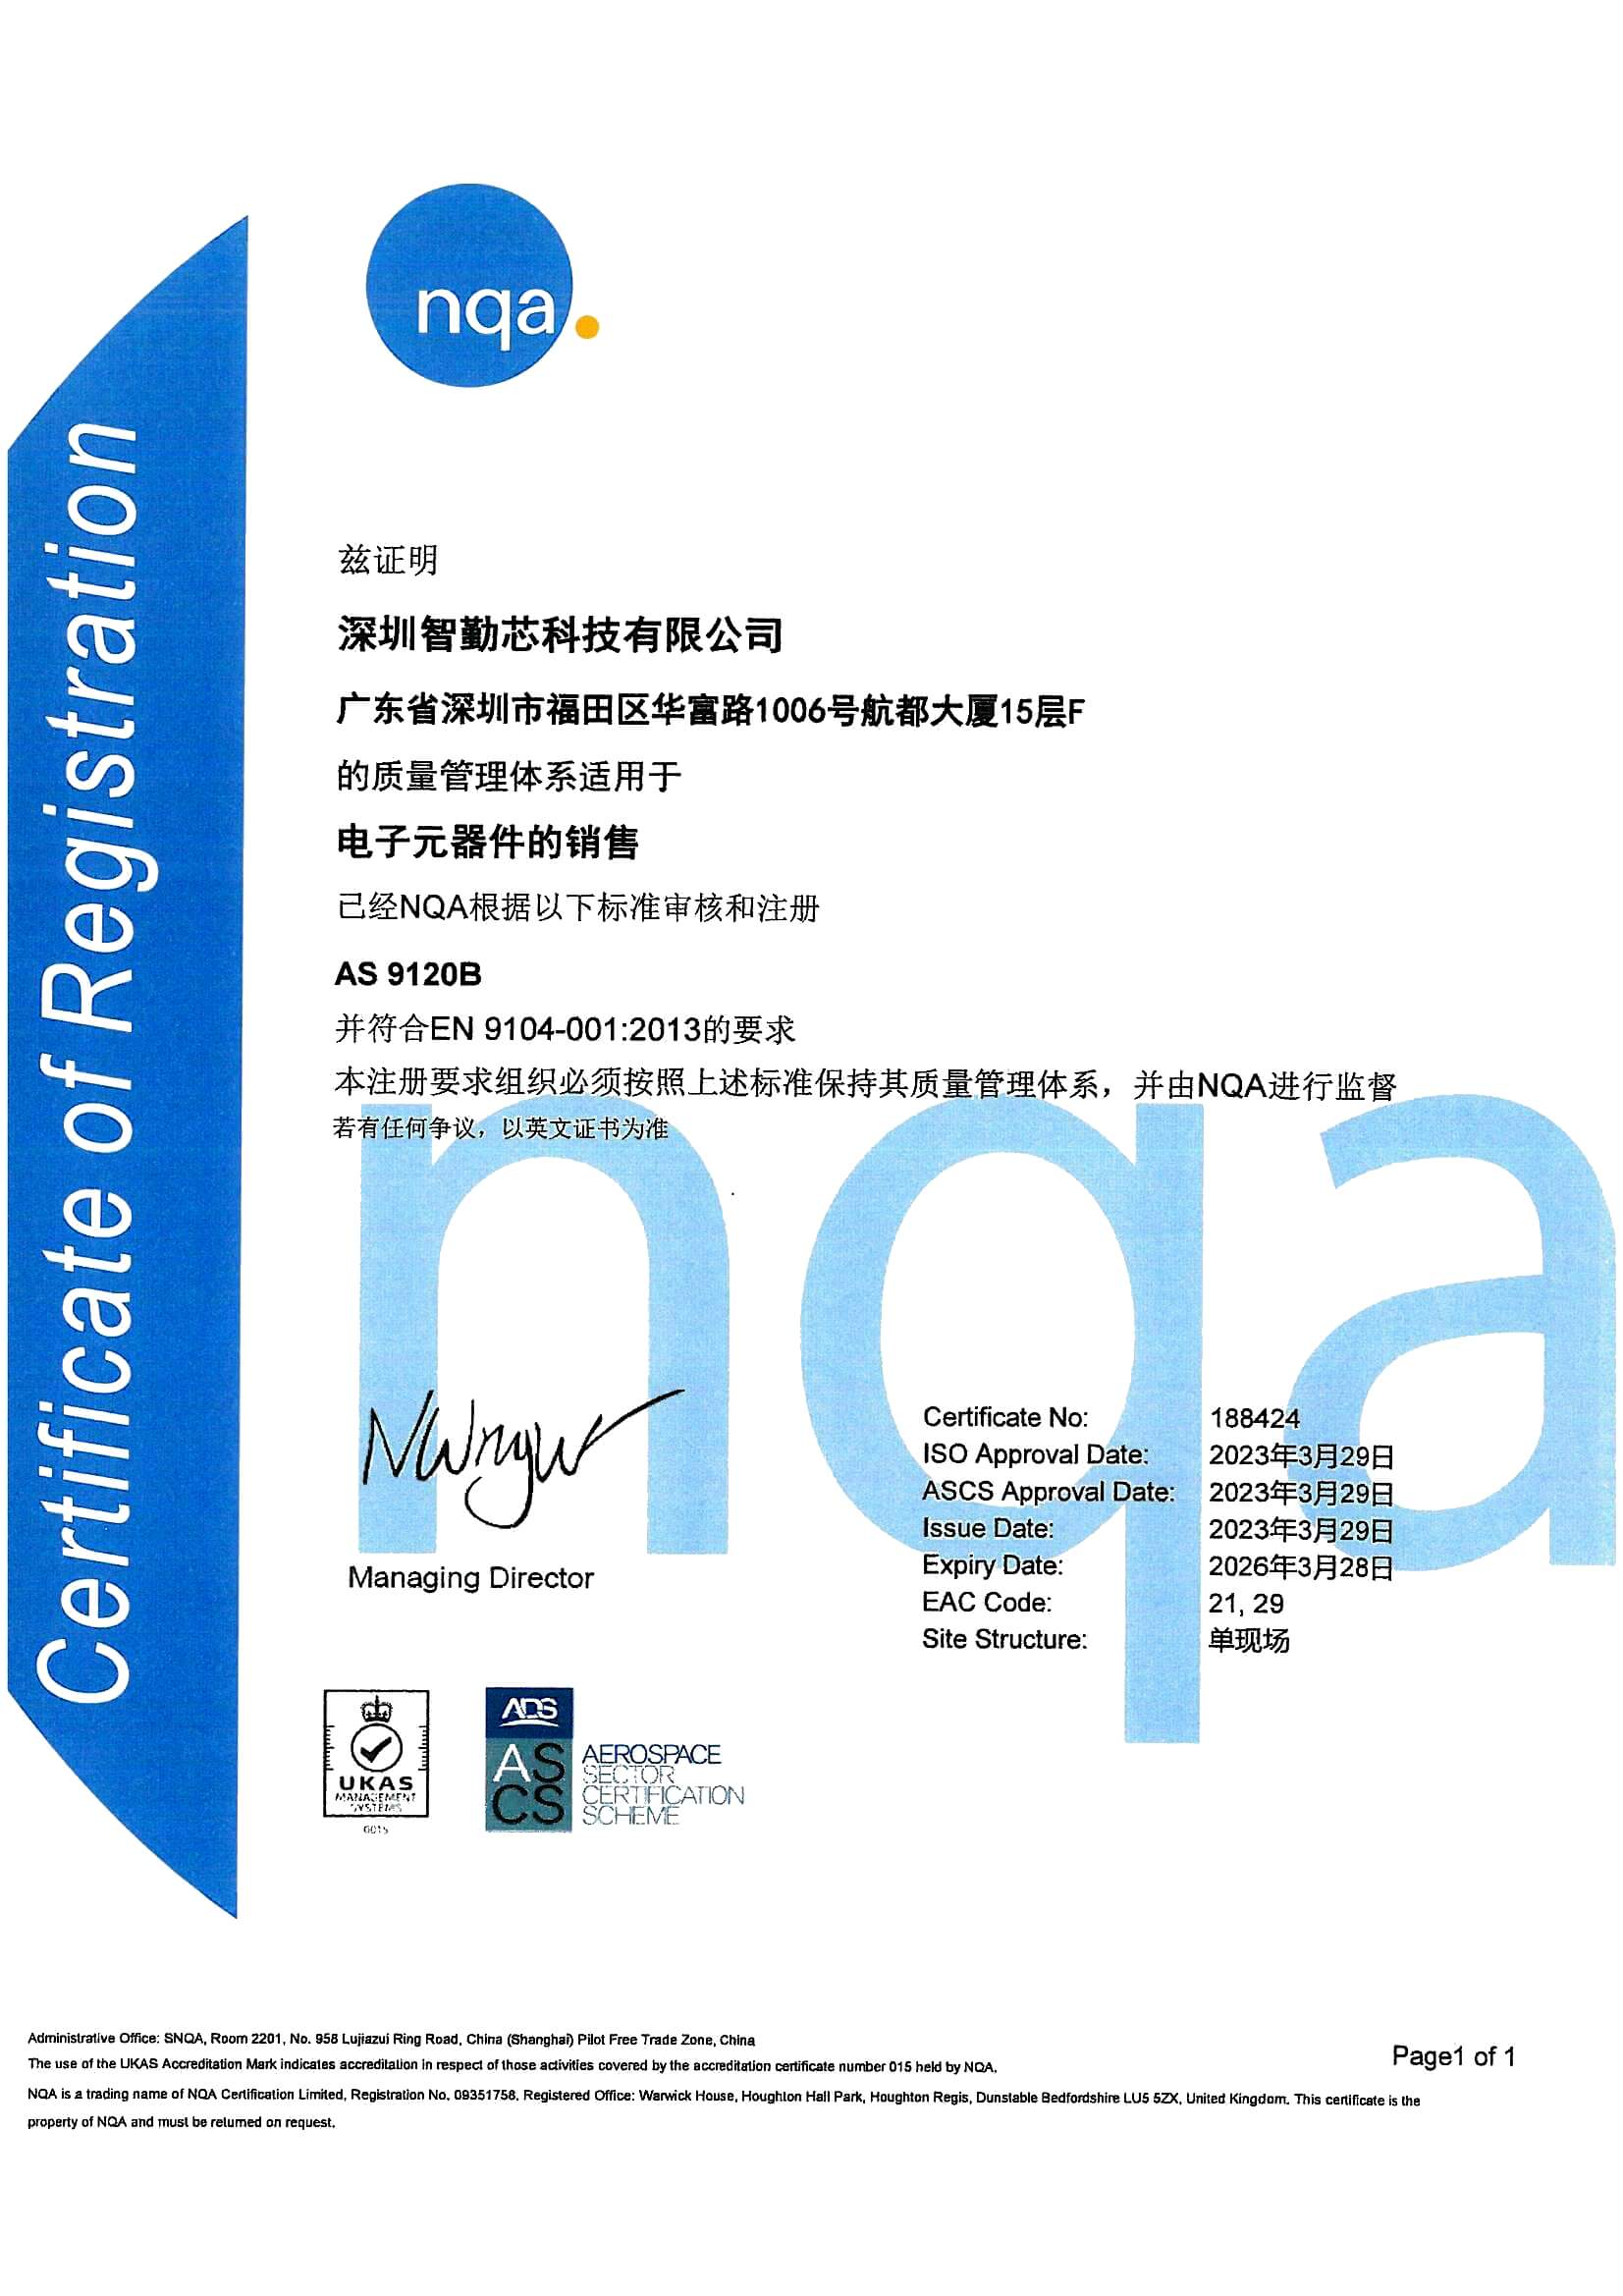 Certificate of Registration
nqa.
兹证明
深圳智勤芯科技有限公司
广东省深圳市福田区华富路1006号航都大厦15层F
的质量管理体系适用于
电子元器件的销售
已经NQA根据以下标准审核和注册
AS 9120B
并符合EN 9104-001:2013的要求
本注册要求组织必须按照上述标准保持其质量管理体系，并由NQA进行监督
若有任何争议，以英文证书为准
nqa
Managing Director
Certificate No: 188424
ISO Approval Date: 2023年3月29日
ASCS Approval Date: 2023年3月29日
Issue Date: 2023年3月29日
Expiry Date: 2026年3月28日
EAC Code: 21, 29
Site Structure: 单现场
UKAS
MANAGEMENT
SYSTEMS
0015
ADS
AS
CS
AEROSPACE
SECTOR
CERTIFICATION
SCHEME
Administrative Office: SNQA, Room 2201, No. 958 Lujiazui Ring Road, China (Shanghai) Pilot Free Trade Zone, China
The use of the UKAS Accreditation Mark indicates accreditation in respect of those activities covered by the accreditation certificate number 015 held by NQA.
NQA is a trading name of NQA Certification Limited, Registration No. 09351758. Registered Office: Warwick House, Houghton Hall Park, Houghton Regis, Dunstable Bedfordshire LU5 5ZX, United Kingdom. This certificate is the
property of NQA and must be returned on request.
Page1 of 1